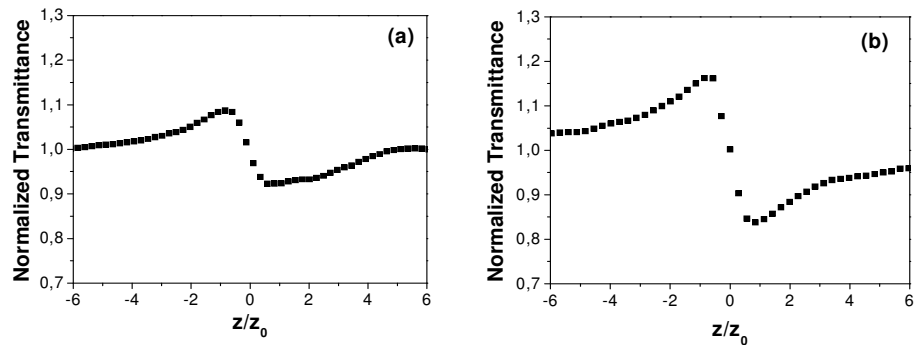 (a)
Normalized Transmittance
1,3
1,2
1,1
1,0
0,9
0,8
0,7
-6 -4 -2 0 2 4 6
z/z0
(b)
Normalized Transmittance
1,3
1,2
1,1
1,0
0,9
0,8
0,7
-6 -4 -2 0 2 4 6
z/z0